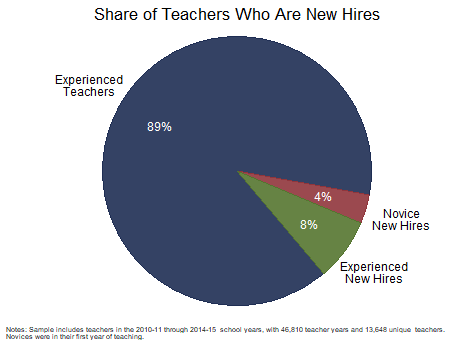 Share of Teachers Who Are New Hires
Experienced
Teachers
89%
4%
Novice
New Hires
8%
Experienced
New Hires
Notes: Sample includes teachers in the 2010-11 through 2014-15 school years, with 46,810 teacher years and 13,648 unique teachers.
Novices were in their first year of teaching.